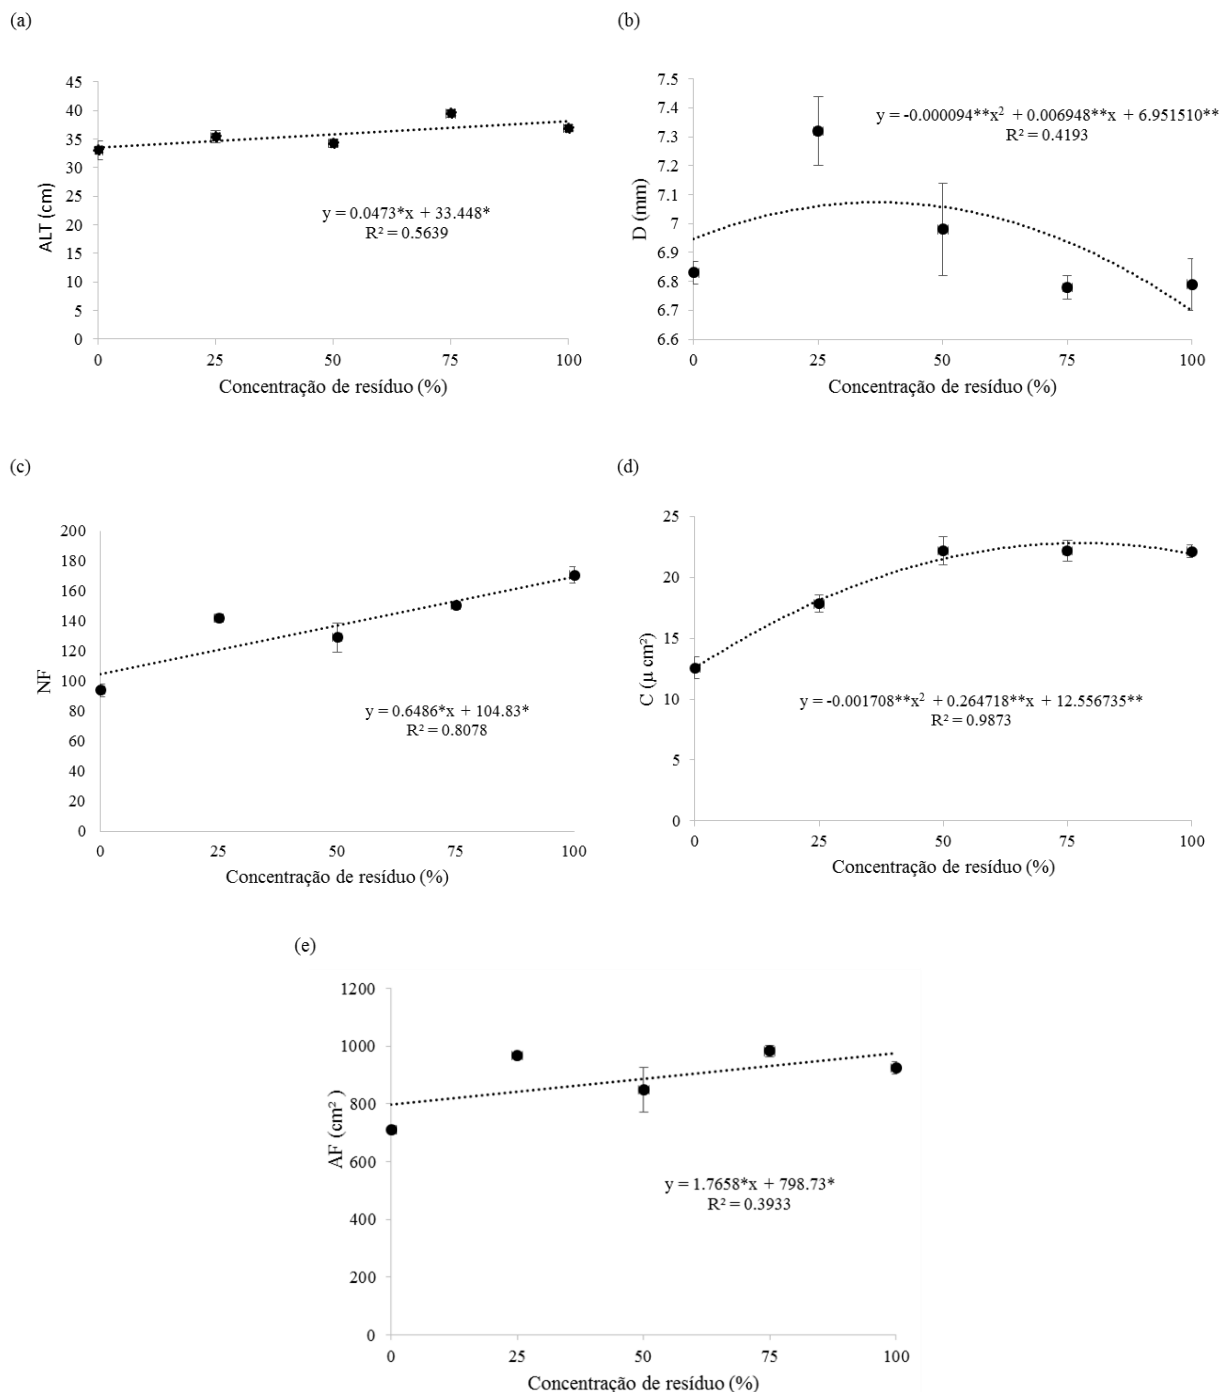 (a)
45
40
35
30
25
20
15
10
5
0
ALT (cm)
y = 0.0473*x + 33.448*
R² = 0.5639
0 25 50 75 100
Concentração de resíduo (%)
(b)
7.5
7.4
7.3
7.2
7.1
7
6.9
6.8
6.7
6.6
D (mm)
y = -0.000094**x² + 0.006948**x + 6.951510**
R² = 0.4193
0 25 50 75 100
Concentração de resíduo (%)
(c)
200
180
160
140
120
100
80
60
40
20
0
NF
y = 0.6486*x + 104.83*
R² = 0.8078
0 25 50 75 100
Concentração de resíduo (%)
(d)
25
20
15
10
5
0
C (µ cm²)
y = -0.001708**x² + 0.264718**x + 12.556735**
R² = 0.9873
0 25 50 75 100
Concentração de resíduo (%)
(e)
1200
1000
800
600
400
200
0
AF (cm² )
y = 1.7658*x + 798.73*
R² = 0.3933
0 25 50 75 100
Concentração de resíduo (%)